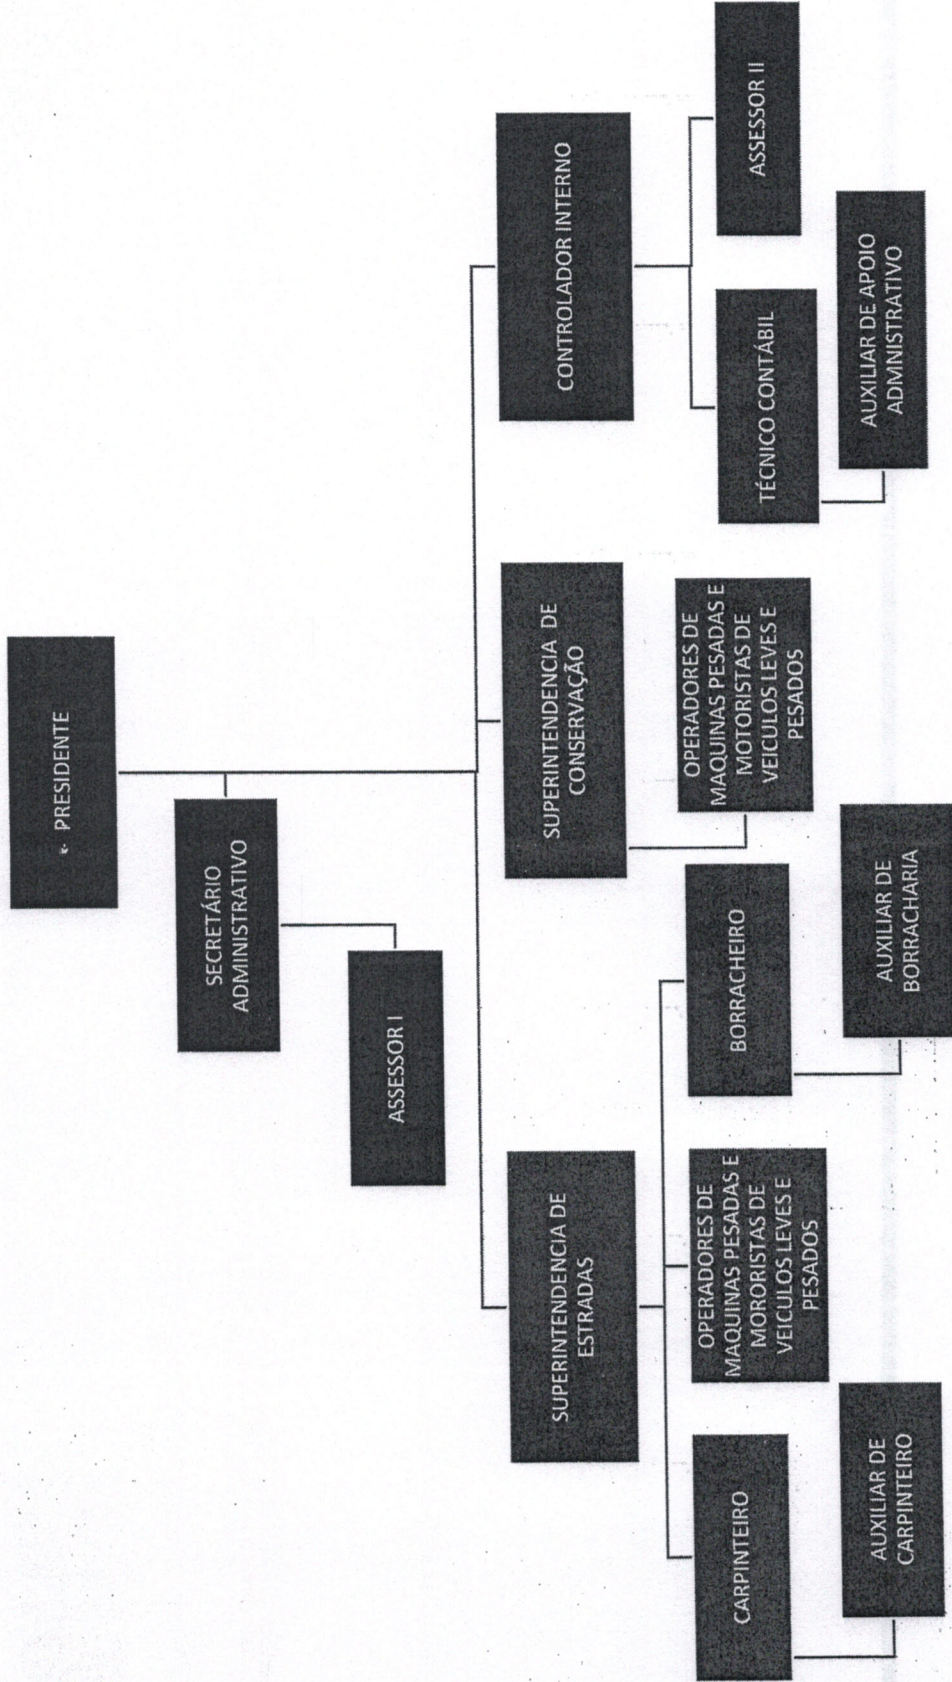 PRESIDENTE
SECRETÁRIO
ADMINISTRATIVO
ASSESSOR I
SUPERINTENDENCIA DE
ESTRADAS
SUPERINTENDENCIA DE
CONSERVAÇÃO
CONTROLADOR INTERNO
CARPINTEIRO
OPERADORES DE
MAQUINAS PESADAS E
MORORISTAS DE
VEICULOS LEVES E
PESADOS
BORRACHEIRO
OPERADORES DE
MAQUINAS PESADAS E
MOTORISTAS DE
VEICULOS LEVES E
PESADOS
TÉCNICO CONTÁBIL
ASSESSOR II
AUXILIAR DE
CARPINTEIRO
AUXILIAR DE
BORRACHARIA
AUXILIAR DE APOIO
ADMNISTRATIVO